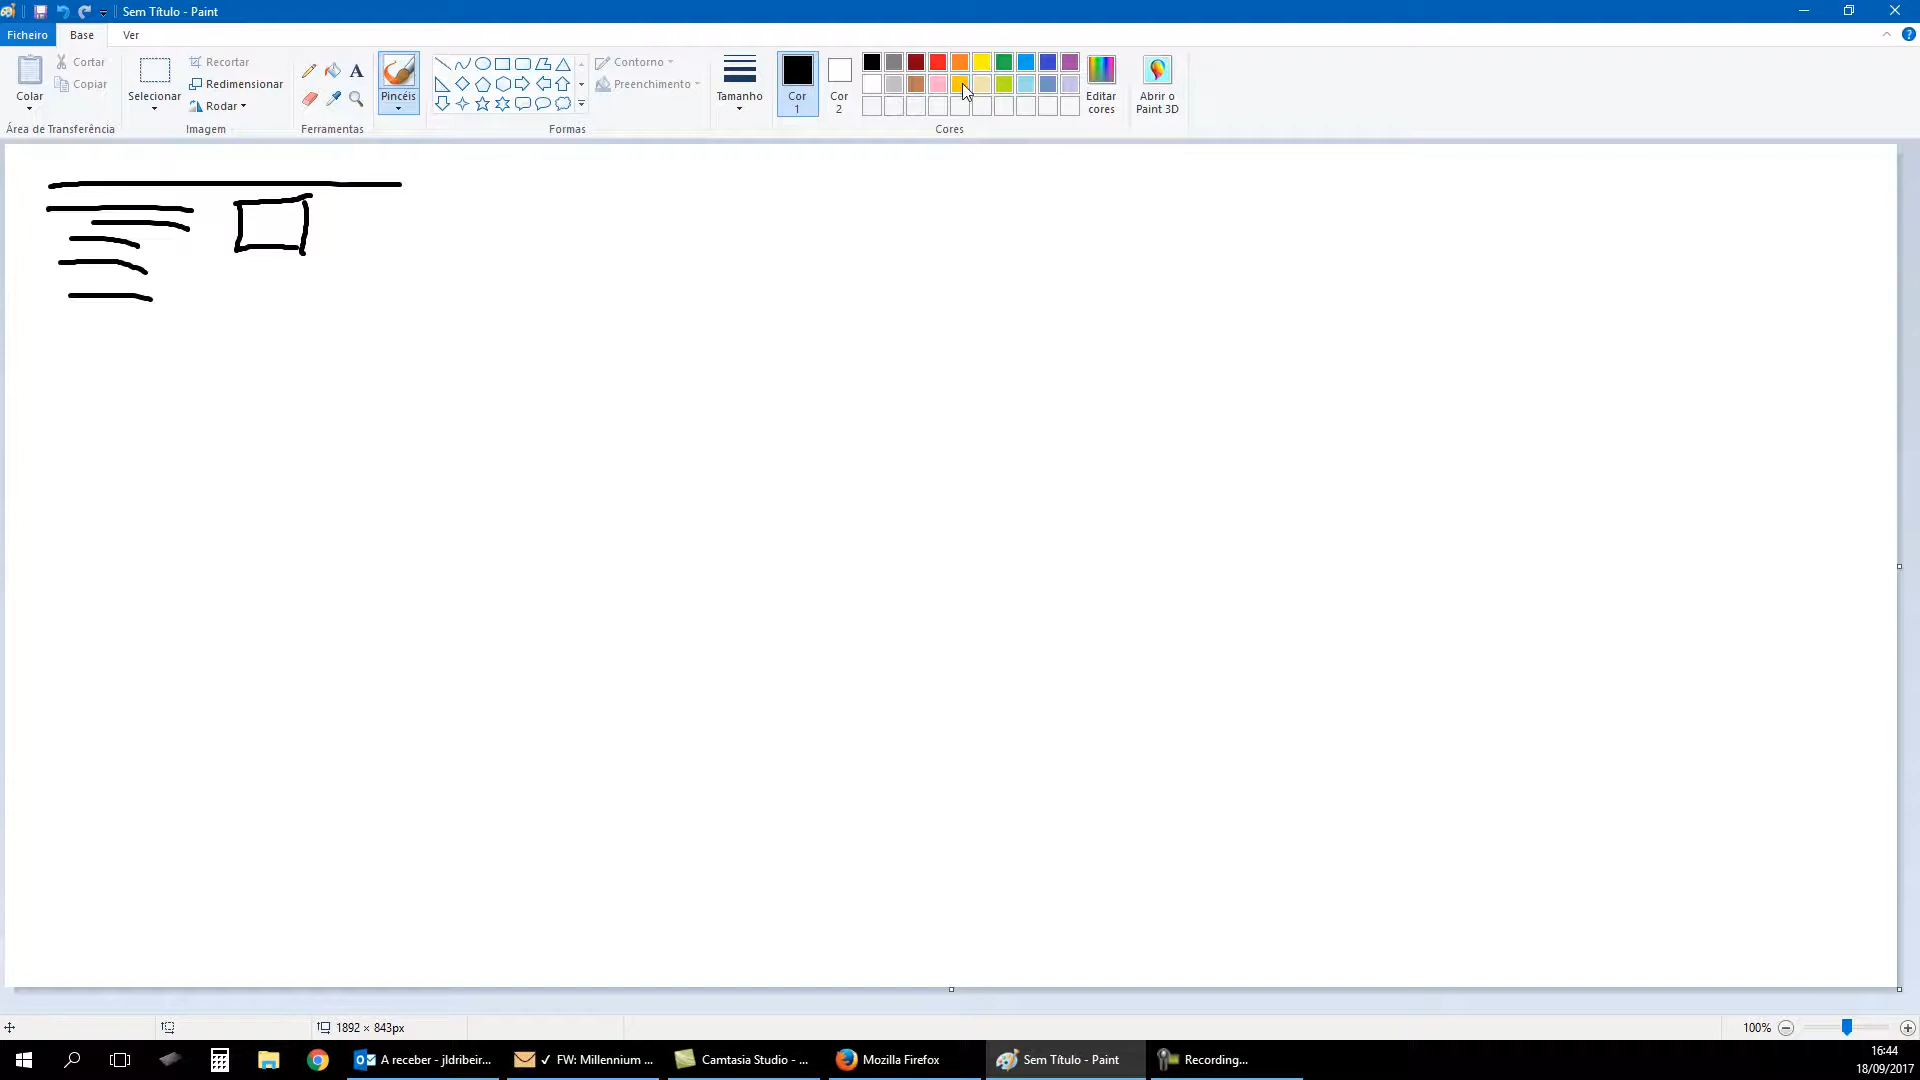 Sem Título - Paint
Ficheiro Base Ver
Colar
Cortar
Copiar
Área de Transferência
Selecionar
Recortar
Redimensionar
Rodar
Imagem
A
Ferramentas
Pincéis
Contorno
Preenchimento
Formas
Tamanho
Cor
1
Cor
2
Cores
Editar
cores
Abrir o
Paint 3D
?
1892 × 843px
100%
A receber - jldribeir...
✓ FW: Millennium ...
Camtasia Studio - ...
Mozilla Firefox
Sem Título - Paint
Recording...
16:44
18/09/2017